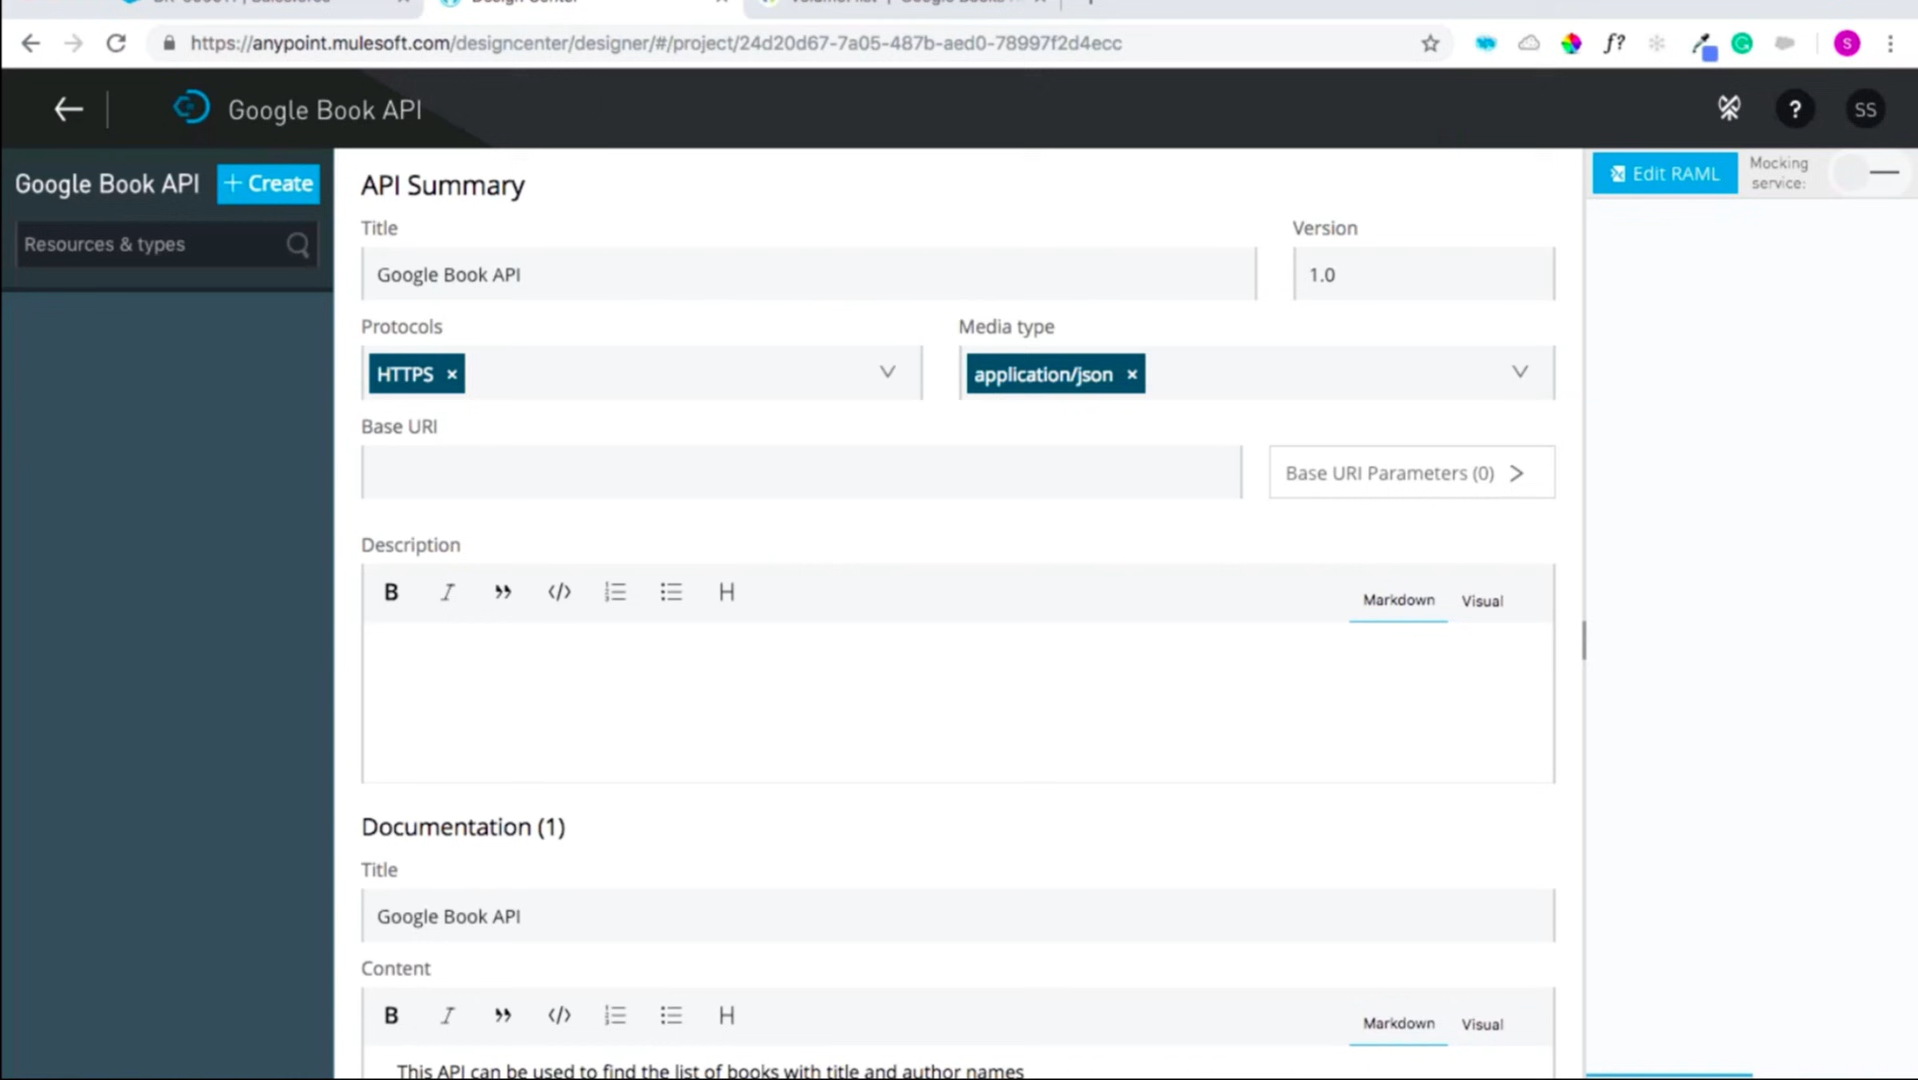 https://anypoint.mulesoft.com/designcenter/designer/#/project/24d20d67-7a05-487b-aed0-78997f2d4ecc
f?
S
Google Book API
?
SS
Google Book API
+ Create
Resources & types
API Summary
Edit RAML
Mocking
service:
Title
Version
Google Book API
1.0
Protocols
Media type
HTTPS ×
application/json ×
Base URI
Base URI Parameters (0) >
Description
B I ” </> H
Markdown Visual
Documentation (1)
Title
Google Book API
Content
B I ” </> H
Markdown Visual
This API can be used to find the list of books with title and author names